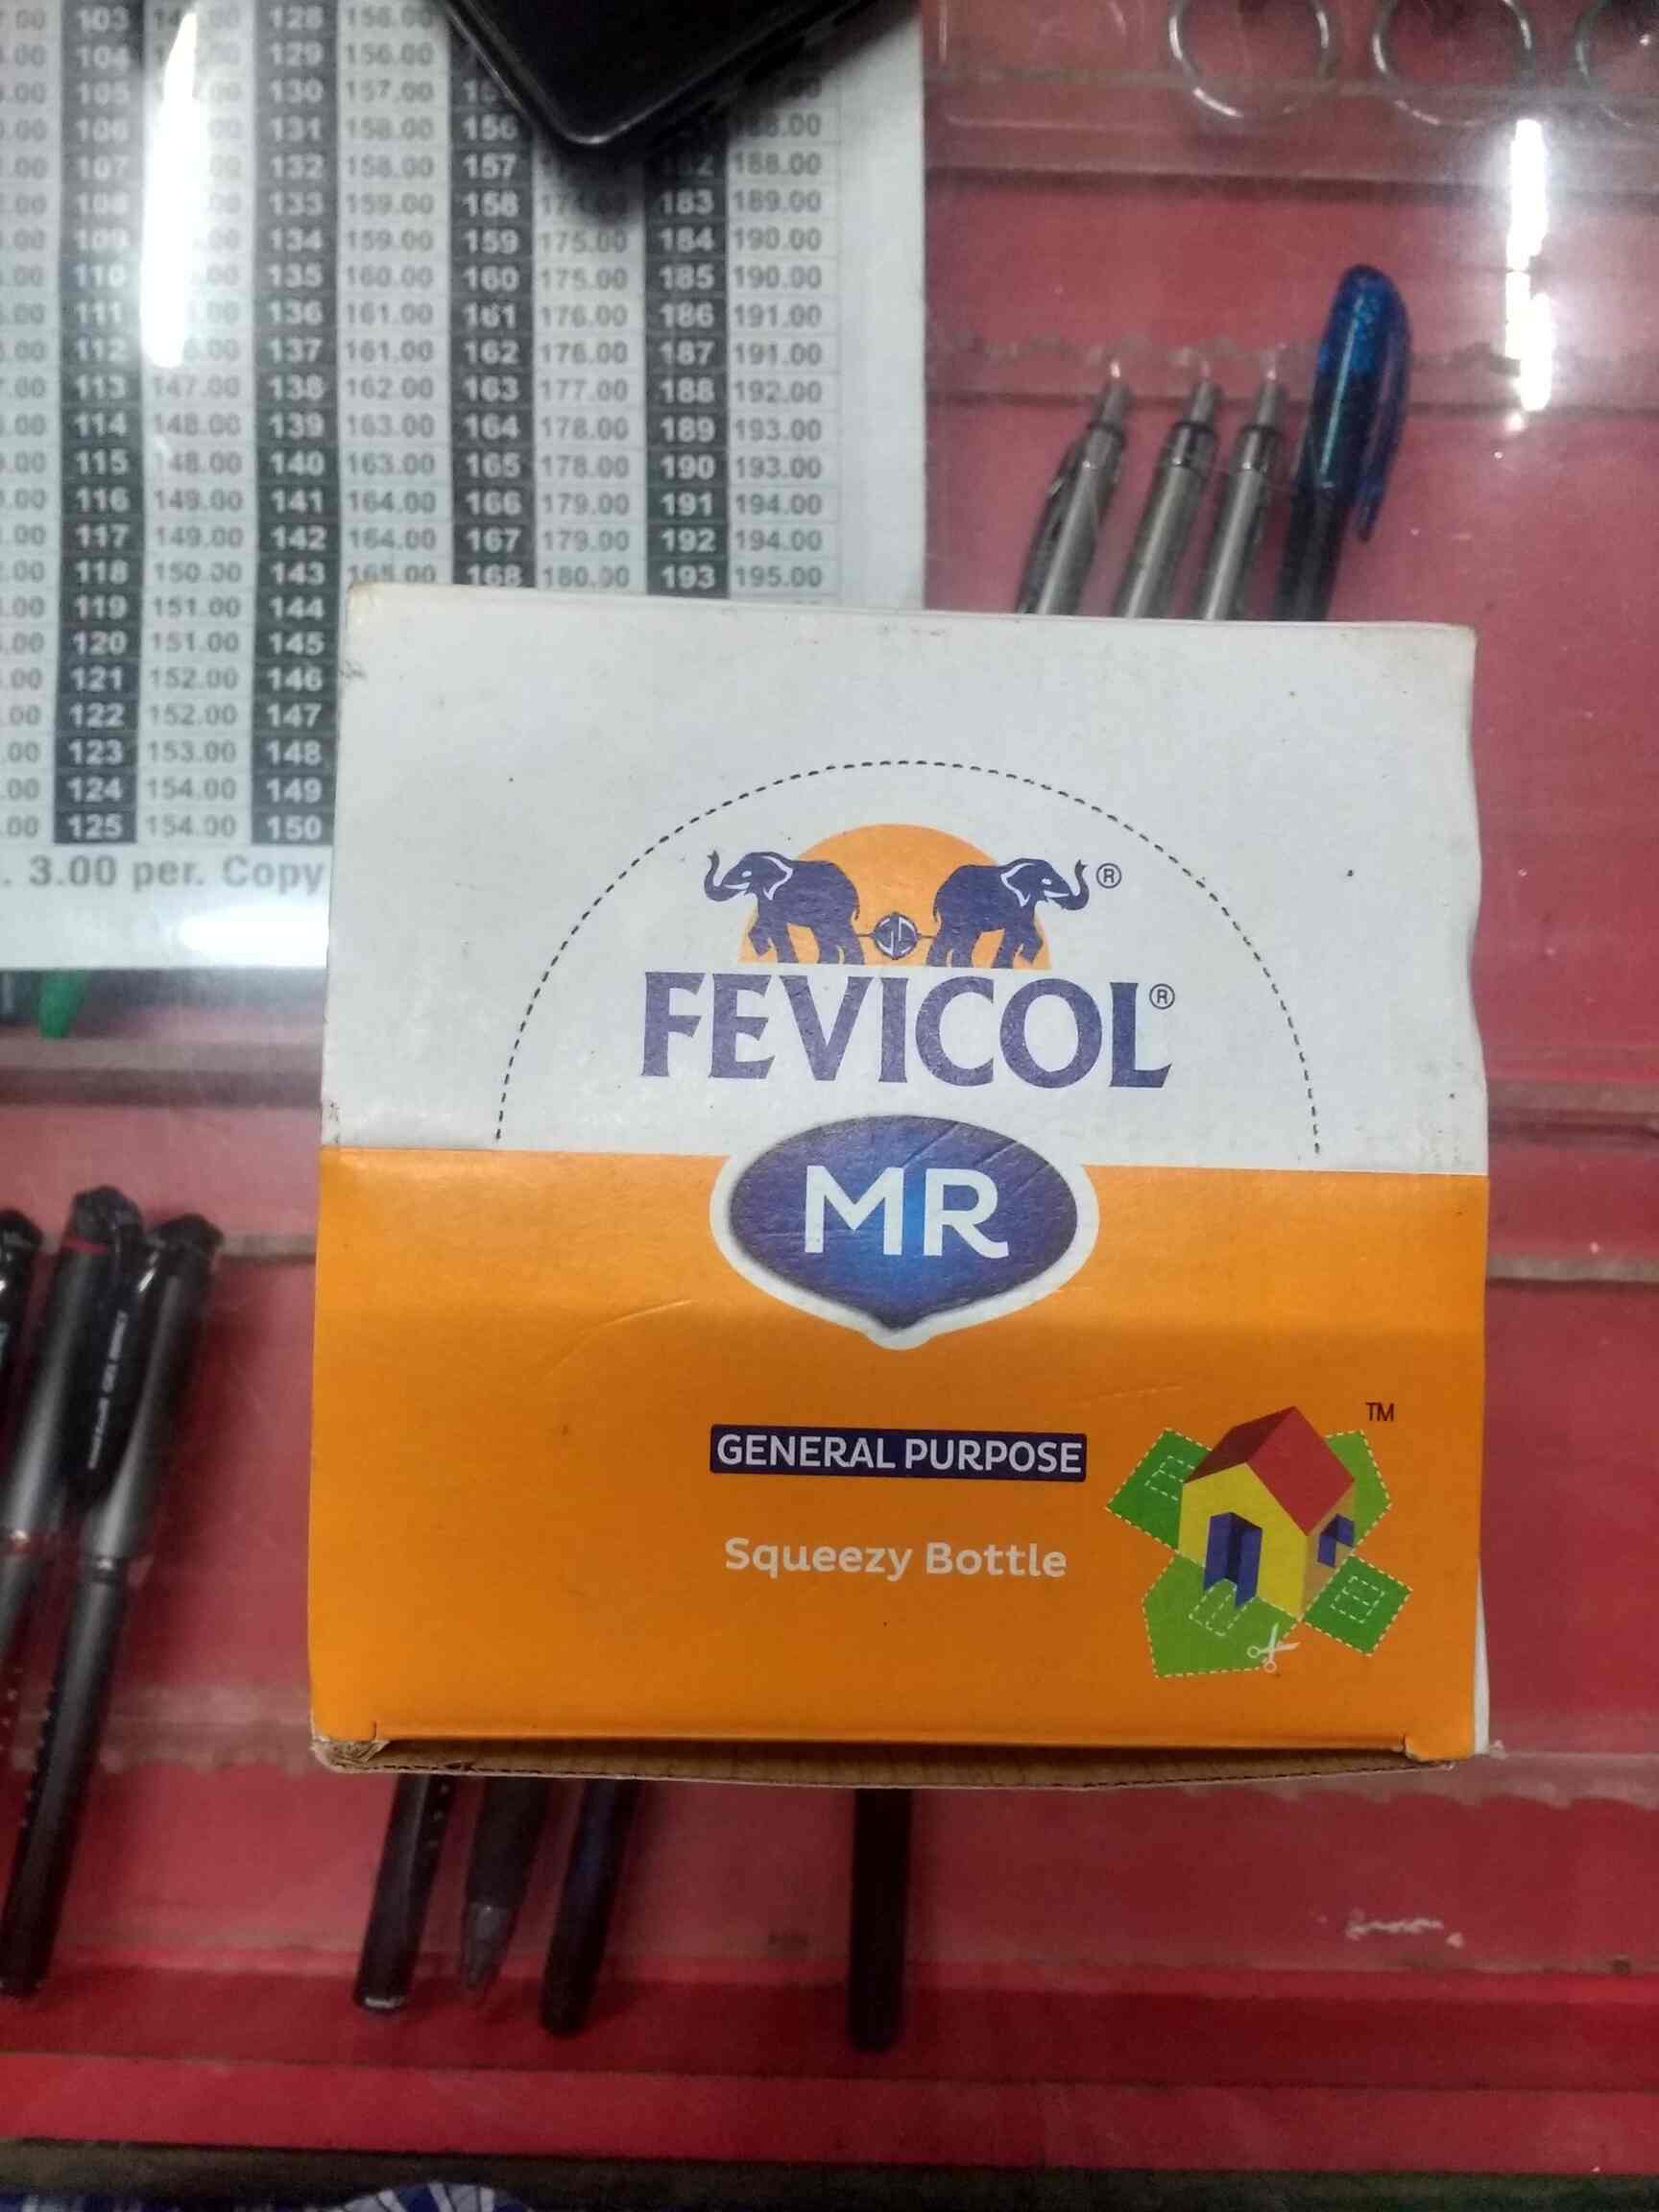 103 128 156.00
104 129 156.00
105 130 157.00
106 131 158.00 156
107 132 158.00 157 188.00
108 133 159.00 158 183 189.00
109 134 159.00 159 175.00 184 190.00
110 135 160.00 160 175.00 185 190.00
111 136 161.00 161 176.00 186 191.00
112 137 161.00 162 176.00 187 191.00
113 147.00 138 162.00 163 177.00 188 192.00
114 148.00 139 163.00 164 178.00 189 193.00
115 148.00 140 163.00 165 178.00 190 193.00
116 149.00 141 164.00 166 179.00 191 194.00
117 149.00 142 164.00 167 179.00 192 194.00
118 150.00 143 165.00 168 180.00 193 195.00
119 151.00 144
120 151.00 145
121 152.00 146
122 152.00 147
123 153.00 148
124 154.00 149
125 154.00 150
3.00 per. Copy
®
FEVICOL®
MR
TM
GENERAL PURPOSE
Squeezy Bottle